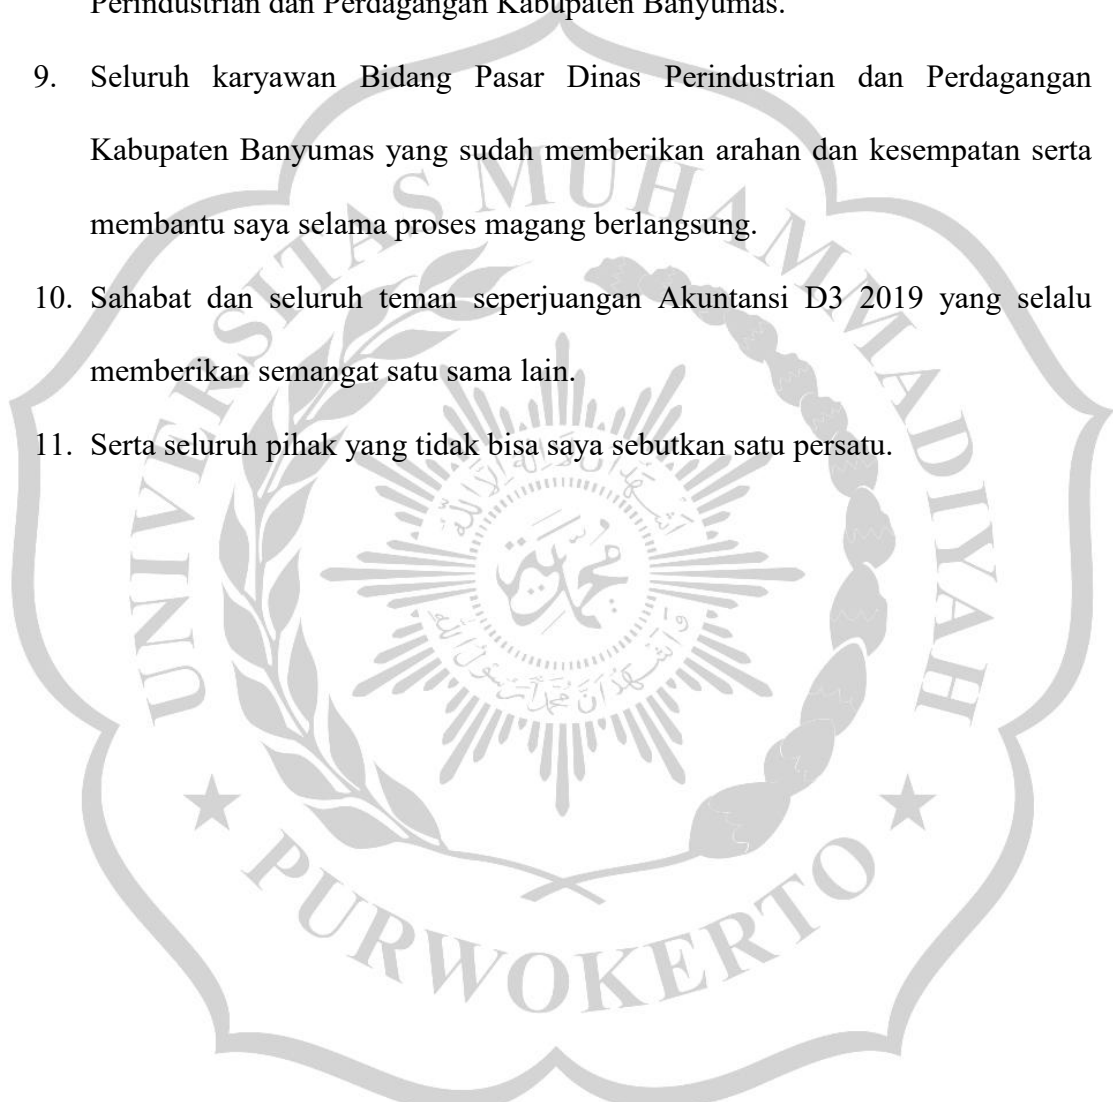 Perindustrian dan Perdagangan Kabupaten Banyumas.
9. Seluruh karyawan Bidang Pasar Dinas Perindustrian dan Perdagangan
Kabupaten Banyumas yang sudah memberikan arahan dan kesempatan serta
membantu saya selama proses magang berlangsung.
10. Sahabat dan seluruh teman seperjuangan Akuntansi D3 2019 yang selalu
memberikan semangat satu sama lain.
11. Serta seluruh pihak yang tidak bisa saya sebutkan satu persatu.
UNIVERSITAS MUHAMMADIYAH
PURWOKERTO